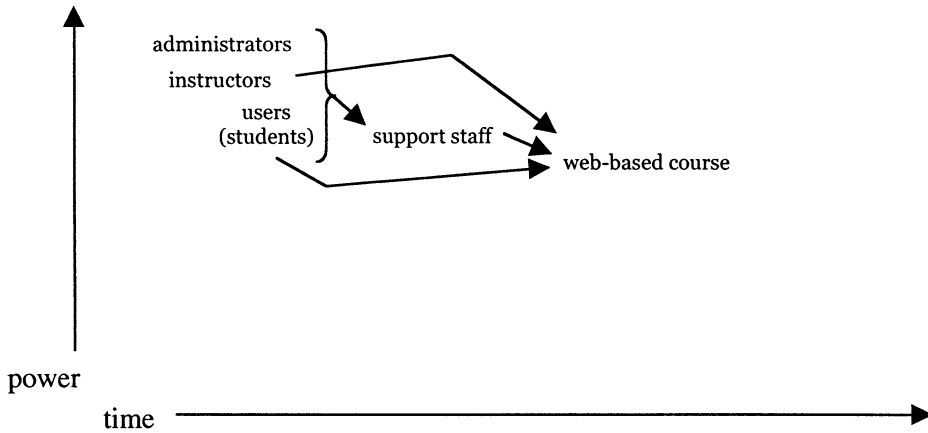 administrators
instructors
users
(students)
support staff
web-based course
power
time